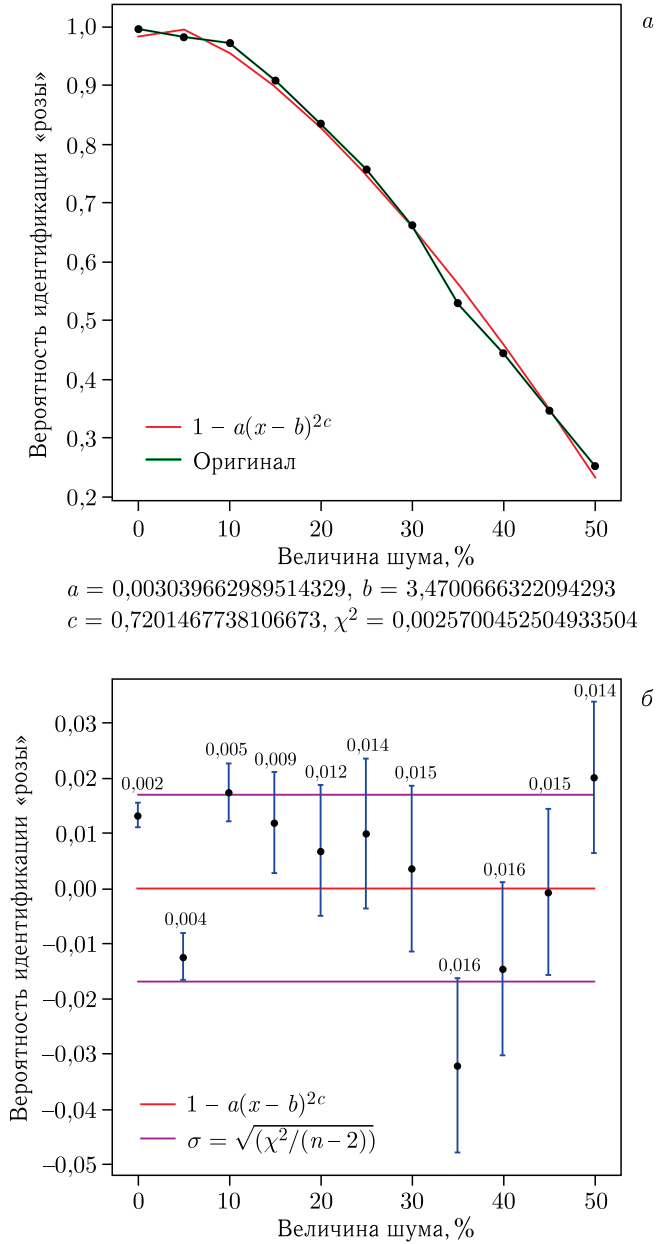 а
Вероятность идентификации «розы»
1,0
0,9
0,8
0,7
0,6
0,5
0,4
0,3
0,2
1 − a(x − b)^{2c}
Оригинал
0 10 20 30 40 50
Величина шума, %
a = 0,003039662989514329, b = 3,4700666322094293
c = 0,7201467738106673, χ² = 0,0025700452504933504
б
Вероятность идентификации «розы»
0,03
0,02
0,01
0,00
−0,01
−0,02
−0,03
−0,04
−0,05
0,002
0,004
0,005
0,009
0,012
0,014
0,015
0,016
0,016
0,015
0,014
1 − a(x − b)^{2c}
σ = √(χ²/(n − 2))
0 10 20 30 40 50
Величина шума, %